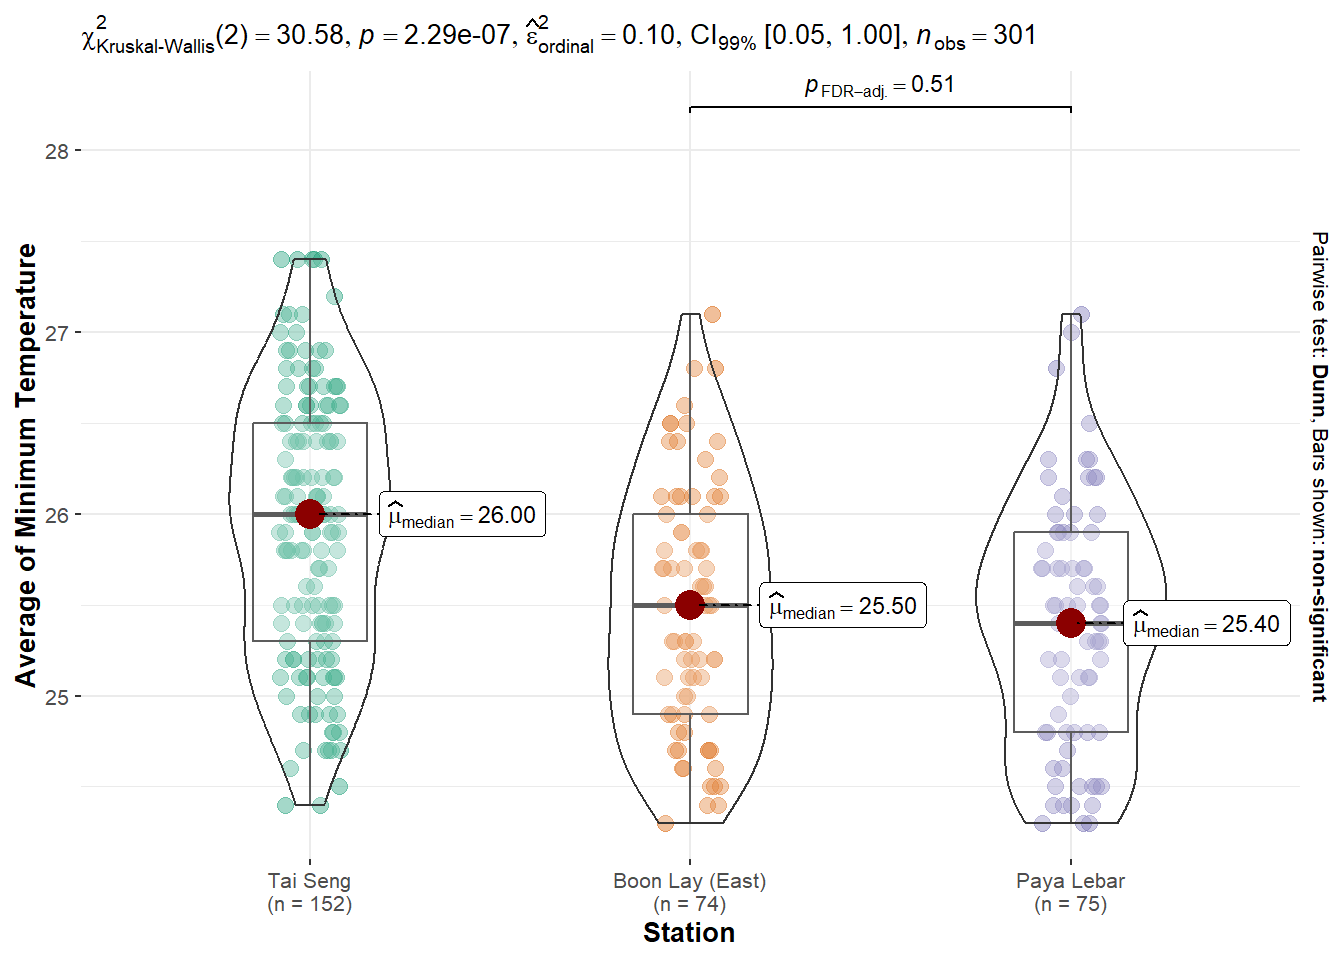 χ²Kruskal-Wallis(2) = 30.58, p = 2.29e-07, ε̂²ordinal = 0.10, CI99% [0.05, 1.00], nobs = 301
pFDR–adj. = 0.51
28
27
26
25
Average of Minimum Temperature
μ̂median = 26.00
μ̂median = 25.50
μ̂median = 25.40
Pairwise test: Dunn, Bars shown: non-significant
Tai Seng
(n = 152)
Boon Lay (East)
(n = 74)
Paya Lebar
(n = 75)
Station